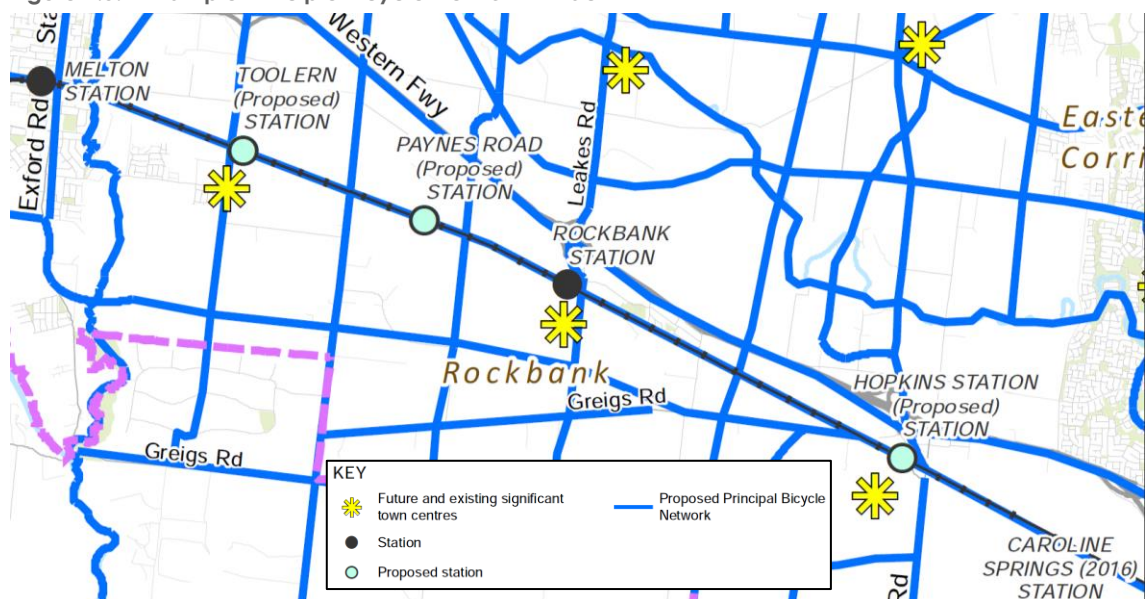 Sta
MELTON
STATION
Exford Rd
TOOLERN
(Proposed)
STATION
Western Fwy
PAYNES ROAD
(Proposed)
STATION
Leakes Rd
ROCKBANK
STATION
Easte
Corri
Rockbank
Greigs Rd
HOPKINS STATION
(Proposed)
STATION
Greigs Rd
KEY
Future and existing significant
town centres
Station
Proposed station
Proposed Principal Bicycle
Network
Rd
CAROLINE
SPRINGS (2016)
STATION